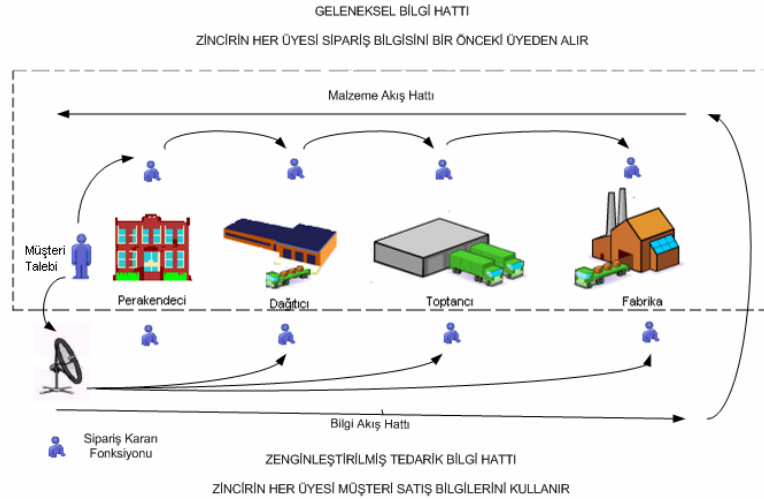 GELENEKSEL BİLGİ HATTI
ZİNCİRİN HER ÜYESİ SİPARİŞ BİLGİSİNİ BİR ÖNCEKİ ÜYEDEN ALIR
Malzeme Akış Hattı
Müşteri
Talebi
Perakendeci
Dağıtıcı
Toptancı
Fabrika
Bilgi Akış Hattı
Sipariş Kararı
Fonksiyonu
ZENGİNLEŞTİRİLMİŞ TEDARİK BİLGİ HATTI
ZİNCİRİN HER ÜYESİ MÜŞTERİ SATIŞ BİLGİLERİNİ KULLANIR